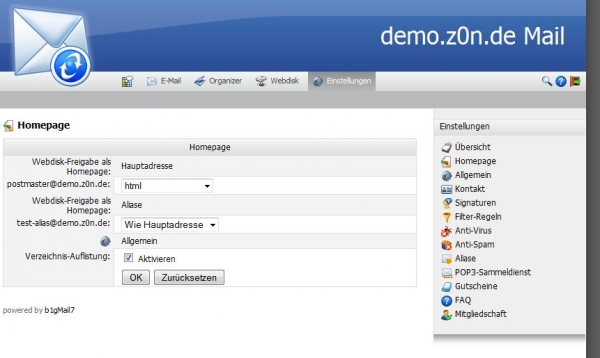 demo.z0n.de Mail
E-Mail Organizer Webdisk Einstellungen
Homepage
Homepage
Webdisk-Freigabe als Homepage: Hauptadresse
postmaster@demo.z0n.de: html
Webdisk-Freigabe als Homepage: Aliase
test-alias@demo.z0n.de: Wie Hauptadresse
Allgemein
Verzeichnis-Auflistung: Aktivieren
OK Zurücksetzen
powered by b1gMail7
Einstellungen
Übersicht
Homepage
Allgemein
Kontakt
Signaturen
Filter-Regeln
Anti-Virus
Anti-Spam
Aliase
POP3-Sammeldienst
Gutscheine
FAQ
Mitgliedschaft